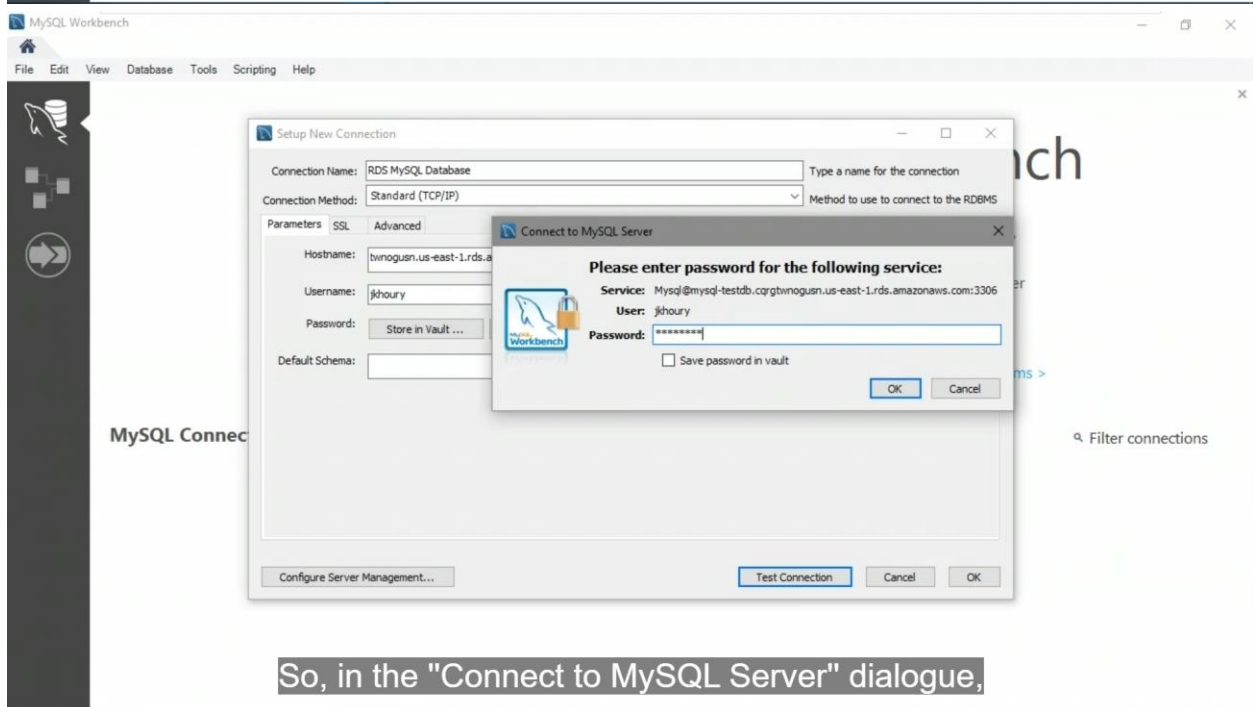 MySQL Workbench
File Edit View Database Tools Scripting Help
Setup New Connection
nch
Connection Name: RDS MySQL Database Type a name for the connection
Connection Method: Standard (TCP/IP) Method to use to connect to the RDBMS
Parameters SSL Advanced
Connect to MySQL Server
Hostname: twnogusn.us-east-1.rds.a
Please enter password for the following service:
Service: Mysql@mysql-testdb.cqrgtwnogusn.us-east-1.rds.amazonaws.com:3306
er
Username: jkhoury
User: jkhoury
Password: Store in Vault ...
Password: ********
MySQL
Workbench
Default Schema:
Save password in vault
ms >
OK Cancel
MySQL Connec
Filter connections
Configure Server Management... Test Connection Cancel OK
So, in the "Connect to MySQL Server" dialogue,